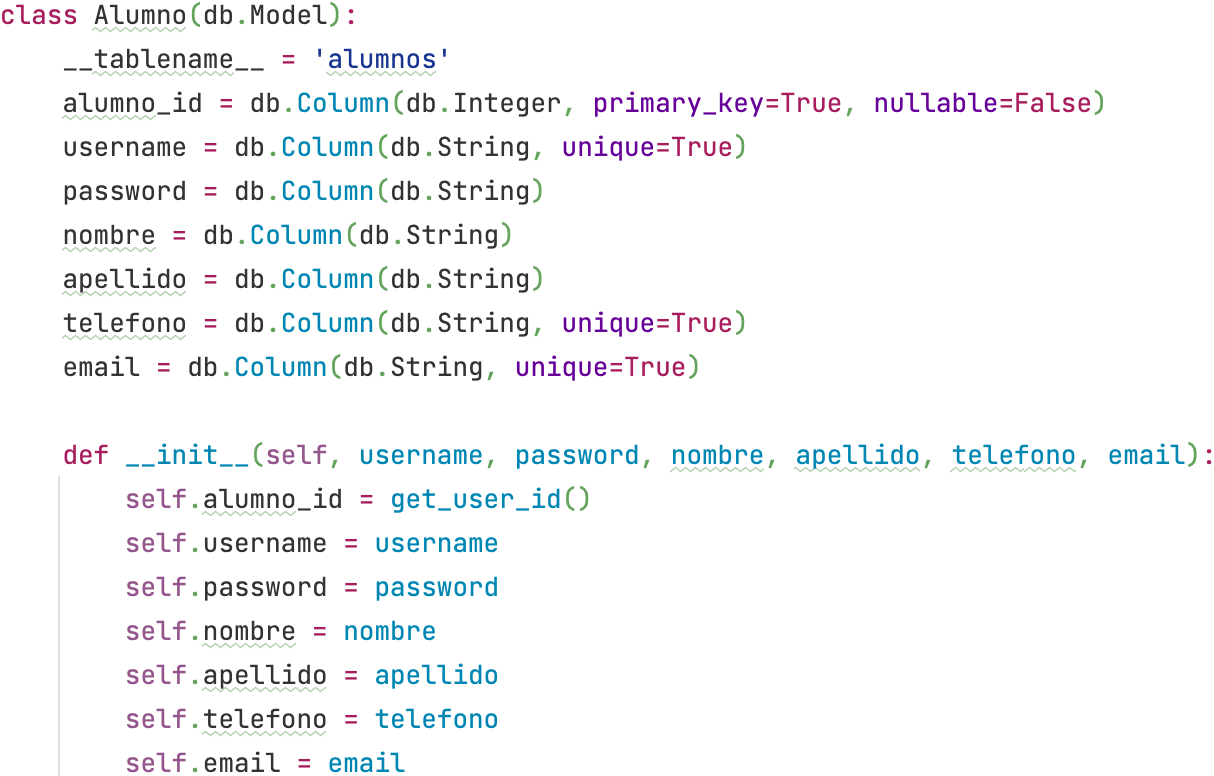 class Alumno(db.Model):
    __tablename__ = 'alumnos'
    alumno_id = db.Column(db.Integer, primary_key=True, nullable=False)
    username = db.Column(db.String, unique=True)
    password = db.Column(db.String)
    nombre = db.Column(db.String)
    apellido = db.Column(db.String)
    telefono = db.Column(db.String, unique=True)
    email = db.Column(db.String, unique=True)

    def __init__(self, username, password, nombre, apellido, telefono, email):
        self.alumno_id = get_user_id()
        self.username = username
        self.password = password
        self.nombre = nombre
        self.apellido = apellido
        self.telefono = telefono
        self.email = email